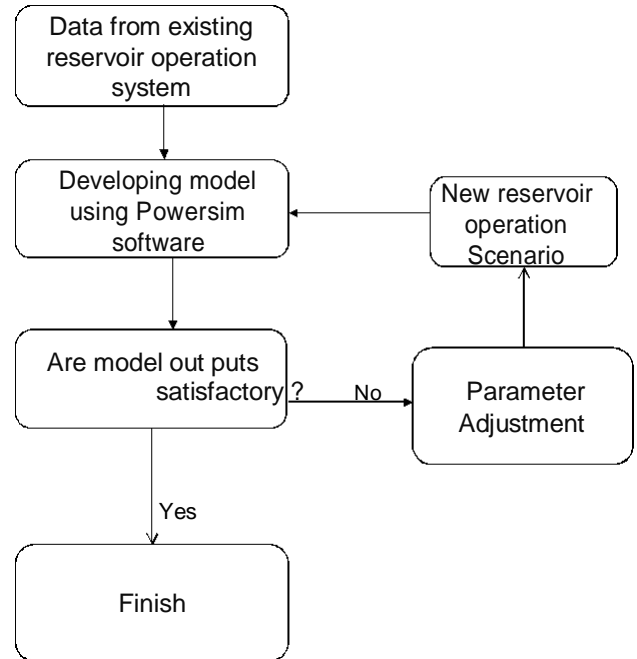 Data from existing
reservoir operation
system
Developing model
using Powersim
software
New reservoir
operation
Scenario
Are model out puts
satisfactory ?
No
Parameter
Adjustment
Yes
Finish